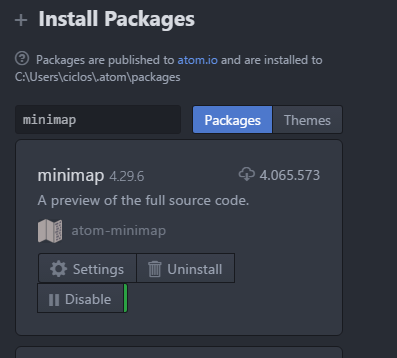 Install Packages
Packages are published to atom.io and are installed to
C:\Users\ciclos\.atom\packages
minimap
Packages Themes
minimap 4.29.6 4.065.573
A preview of the full source code.
atom-minimap
Settings Uninstall
Disable